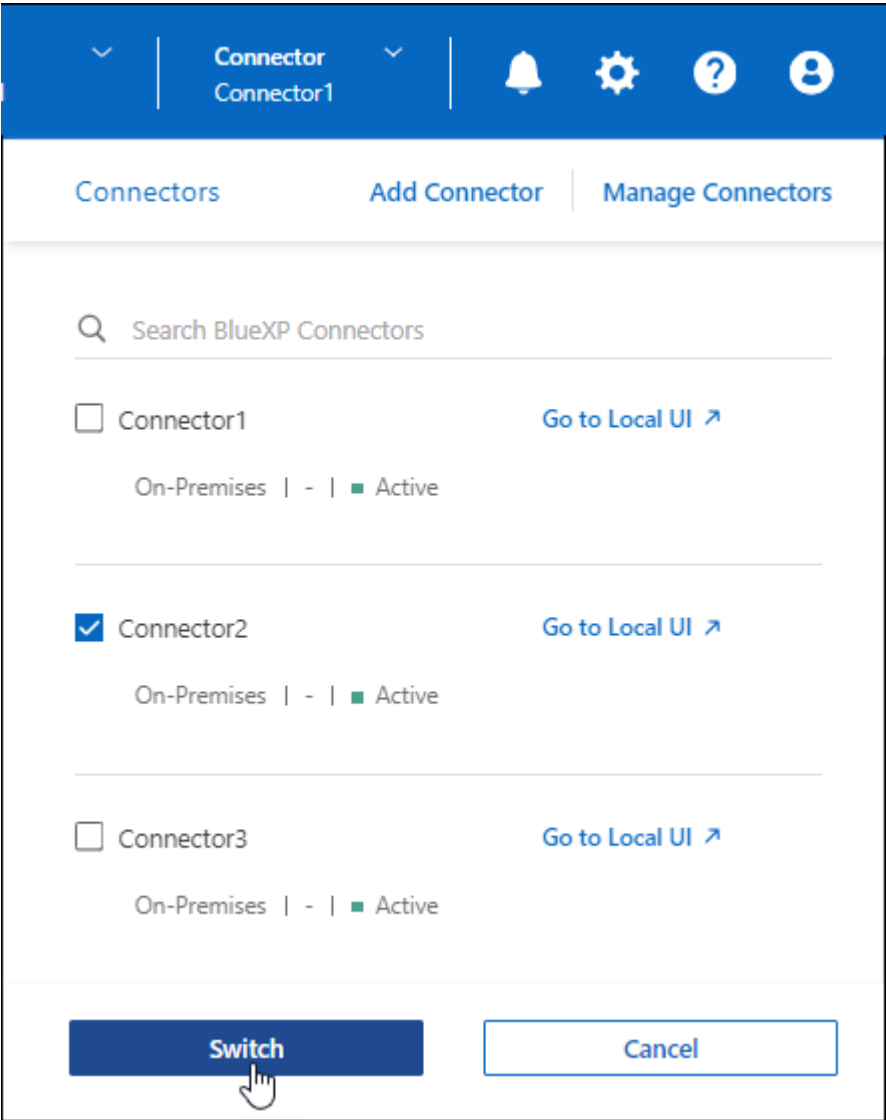 Connector
Connector1
Connectors Add Connector Manage Connectors
Search BlueXP Connectors
Connector1 Go to Local UI
On-Premises | - | Active
Connector2 Go to Local UI
On-Premises | - | Active
Connector3 Go to Local UI
On-Premises | - | Active
Switch Cancel